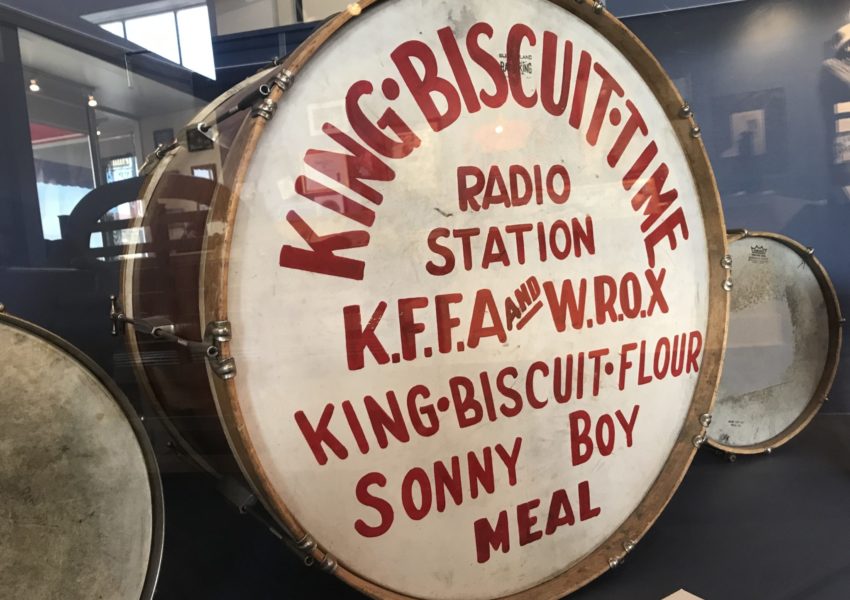 KING·BISCUIT·TIME
RADIO
STATION
K.F.F.A AND W.R.O.X
KING·BISCUIT·FLOUR
SONNY BOY
MEAL